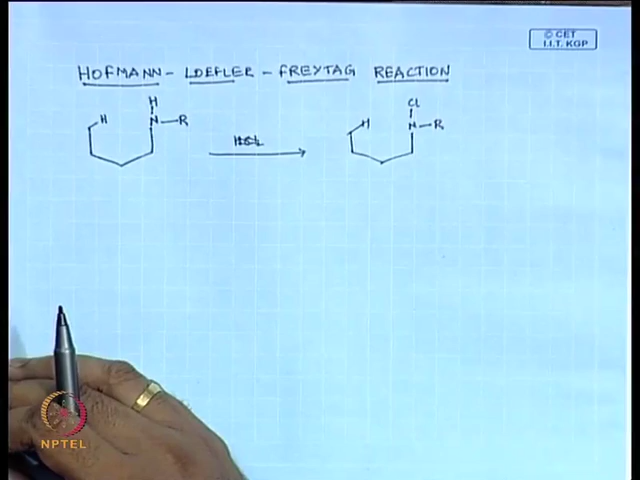 © CET
I.I.T. KGP
HOFMANN - LOEFLER - FREYTAG REACTION
H
H N R
Cl
H N R
NPTEL